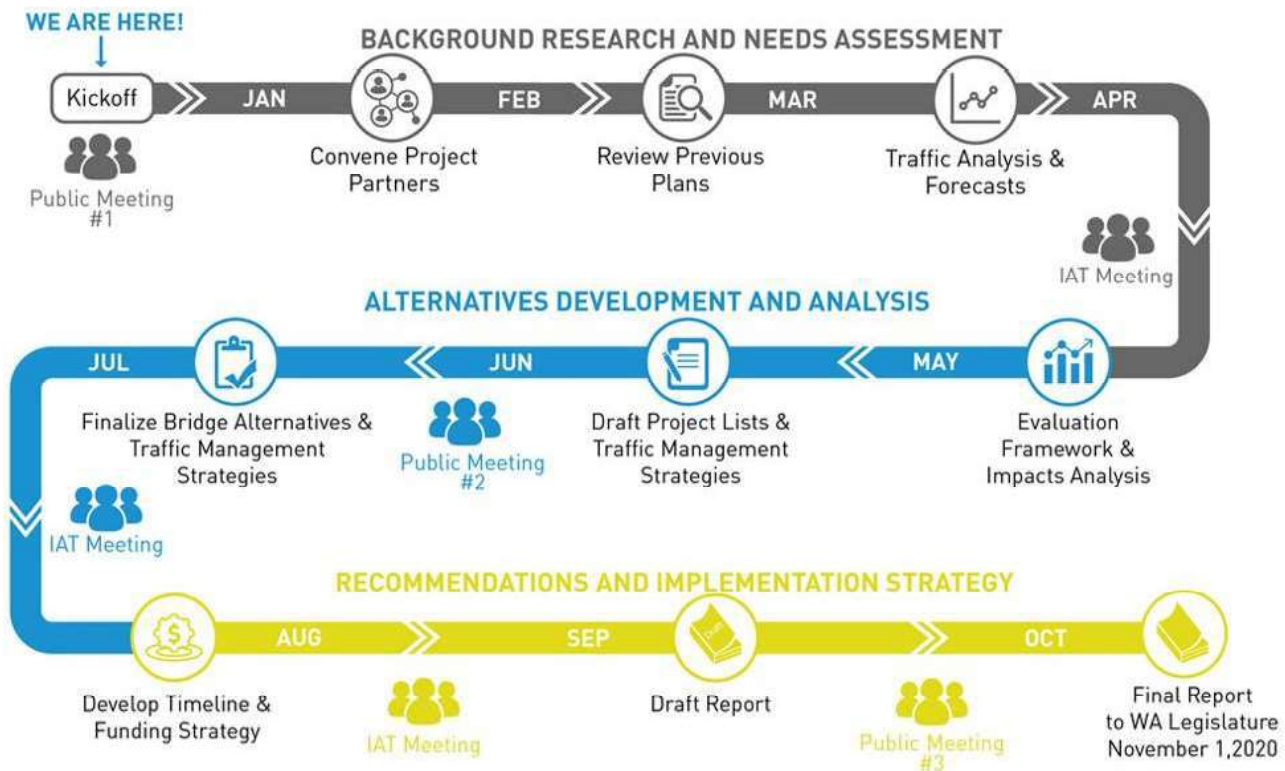 WE ARE HERE!
BACKGROUND RESEARCH AND NEEDS ASSESSMENT
Kickoff
JAN
FEB
MAR
APR
Public Meeting
#1
Convene Project
Partners
Review Previous
Plans
Traffic Analysis &
Forecasts
IAT Meeting
ALTERNATIVES DEVELOPMENT AND ANALYSIS
JUL
JUN
MAY
Finalize Bridge Alternatives &
Traffic Management
Strategies
Public Meeting
#2
Draft Project Lists &
Traffic Management
Strategies
Evaluation
Framework &
Impacts Analysis
IAT Meeting
RECOMMENDATIONS AND IMPLEMENTATION STRATEGY
AUG
SEP
Draft
OCT
Develop Timeline &
Funding Strategy
IAT Meeting
Draft Report
Public Meeting
#3
Final Report
to WA Legislature
November 1,2020